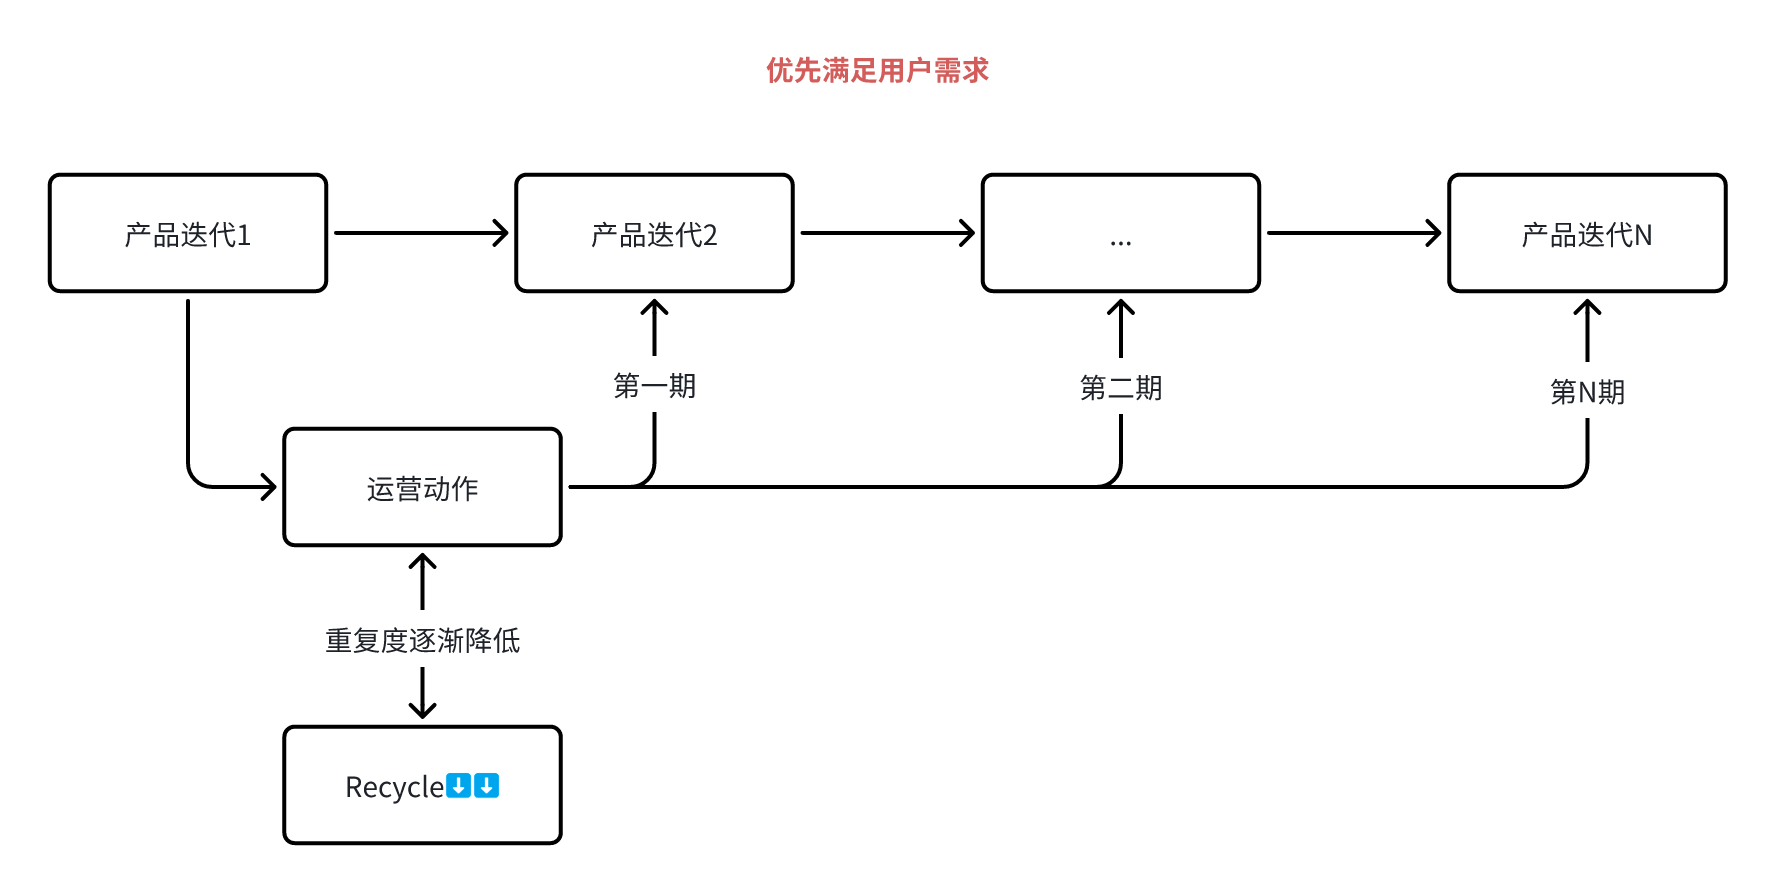 优先满足用户需求
产品迭代1
产品迭代2
...
产品迭代N
第一期
第二期
第N期
运营动作
重复度逐渐降低
Recycle⬇️⬇️